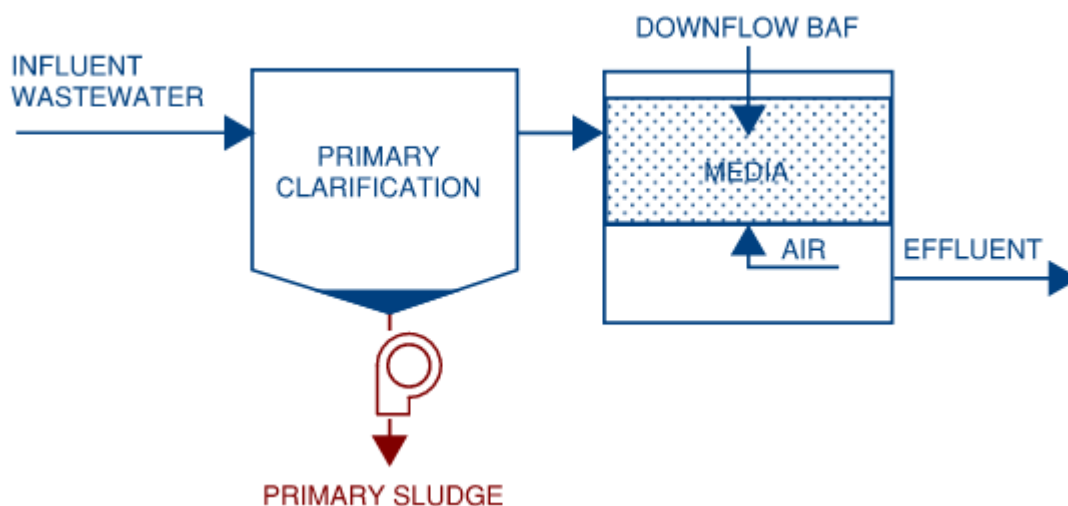 DOWNFLOW BAF
INFLUENT
WASTEWATER
PRIMARY
CLARIFICATION
MEDIA
AIR
EFFLUENT
PRIMARY SLUDGE